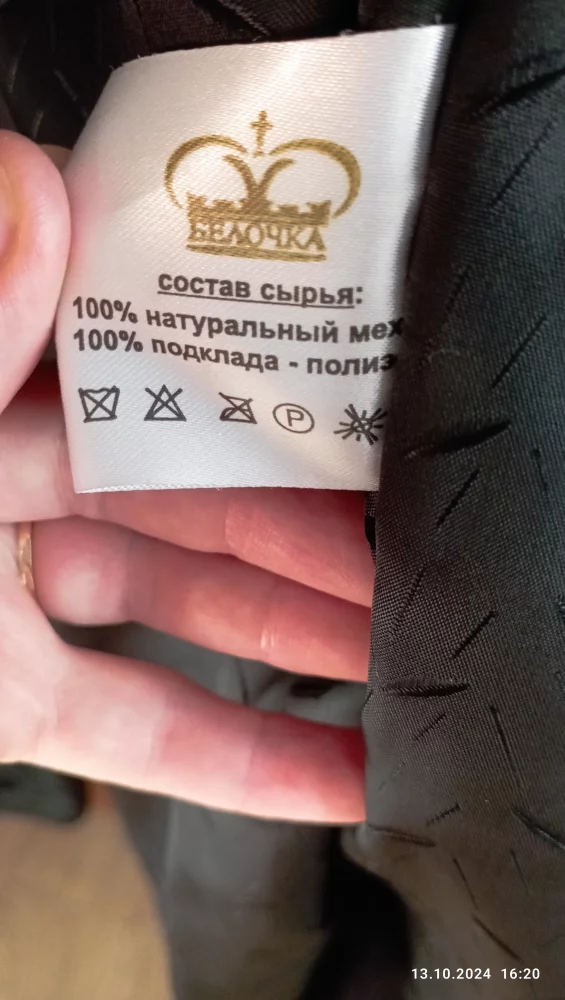 БЕЛОЧКА
состав сырья:
100% натуральный мех
100% подклада - полиэ
P
13.10.2024 16:20